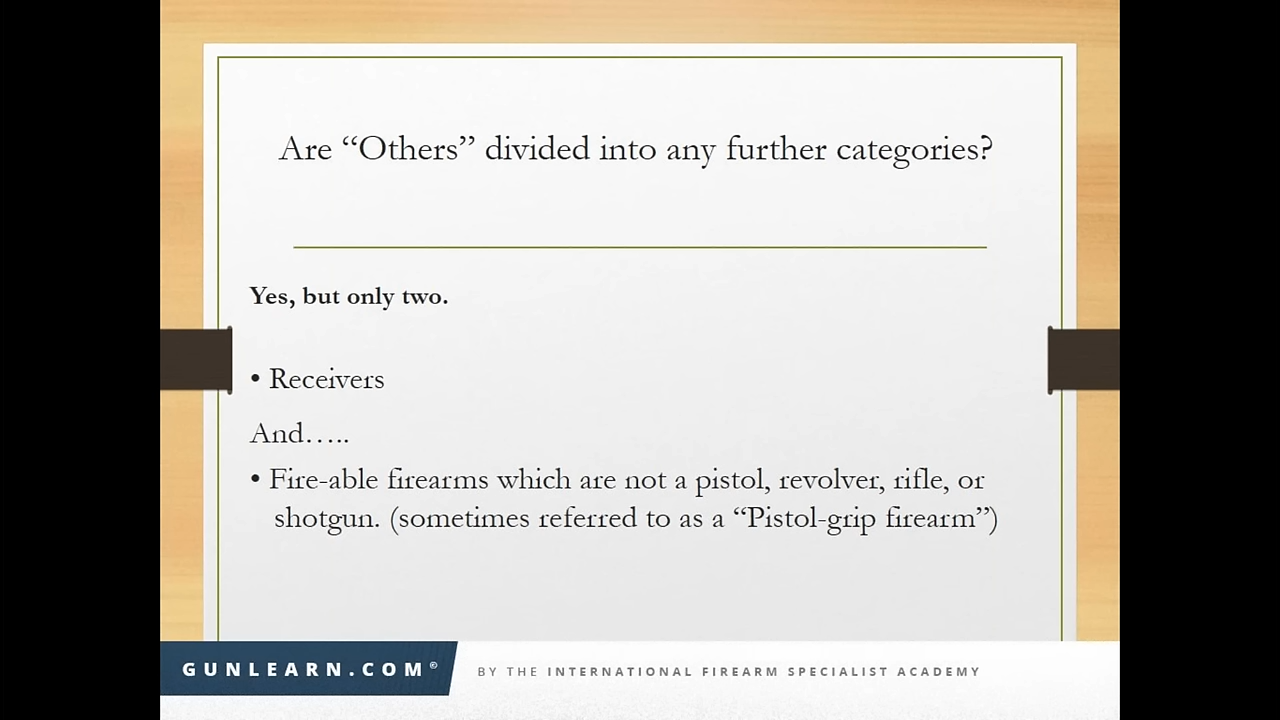 Are “Others” divided into any further categories?
Yes, but only two.
• Receivers
And…..
• Fire-able firearms which are not a pistol, revolver, rifle, or
shotgun. (sometimes referred to as a “Pistol-grip firearm”)
GUNLEARN.COM©
BY THE INTERNATIONAL FIREARM SPECIALIST ACADEMY